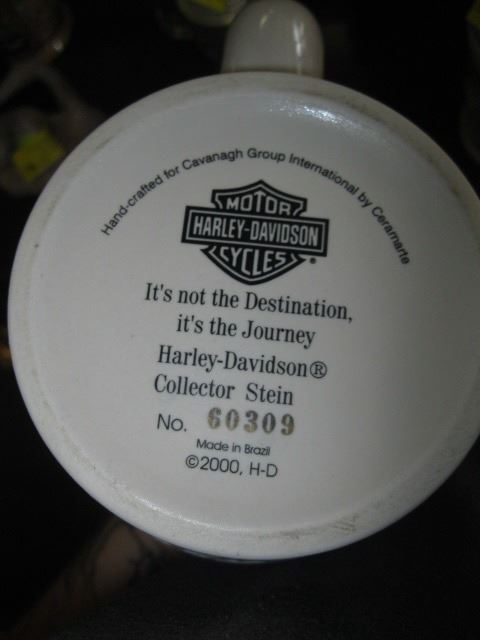 Hand-crafted for Cavanagh Group International by Ceramarte
MOTOR
HARLEY-DAVIDSON
CYCLES®
It's not the Destination,
it's the Journey
Harley-Davidson®
Collector Stein
No. 60309
Made in Brazil
©2000, H-D